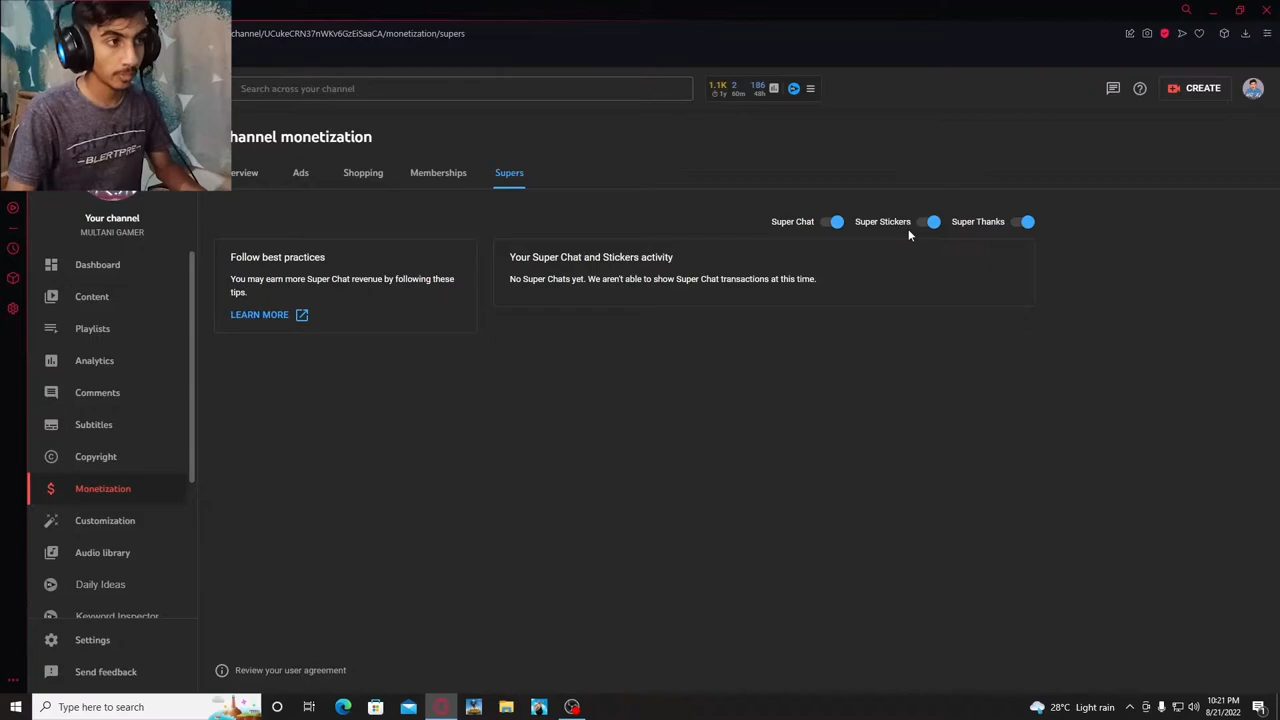 channel/UCukeCRN37nWKv6GzEiSaaCA/monetization/supers
Search across your channel
1.1K 2 186
1y 60m 48h
CREATE
BLERTPRE
hannel monetization
erview Ads Shopping Memberships Supers
Your channel
MULTANI GAMER
Super Chat Super Stickers Super Thanks
Dashboard
Content
Playlists
Analytics
Comments
Subtitles
Copyright
Monetization
Customization
Audio library
Daily Ideas
Keyword Inspector
Settings
Send feedback
Follow best practices
You may earn more Super Chat revenue by following these
tips.
LEARN MORE
Your Super Chat and Stickers activity
No Super Chats yet. We aren't able to show Super Chat transactions at this time.
Review your user agreement
Type here to search
28°C Light rain
10:21 PM
8/21/2022